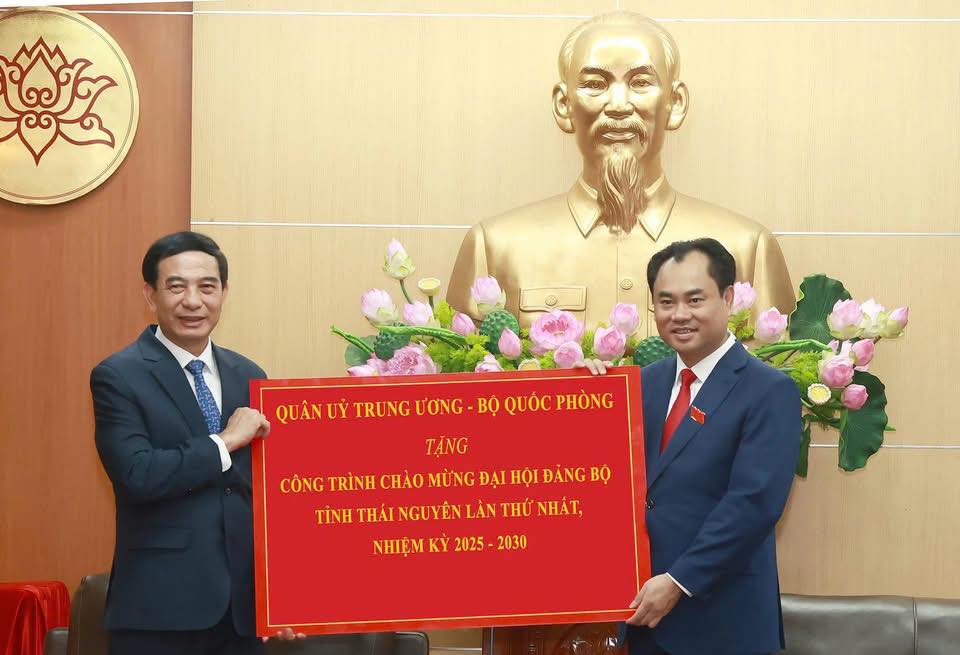 QUÂN UỶ TRUNG ƯƠNG - BỘ QUỐC PHÒNG
TẶNG
CÔNG TRÌNH CHÀO MỪNG ĐẠI HỘI ĐẢNG BỘ
TỈNH THÁI NGUYÊN LẦN THỨ NHẤT,
NHIỆM KỲ 2025 - 2030